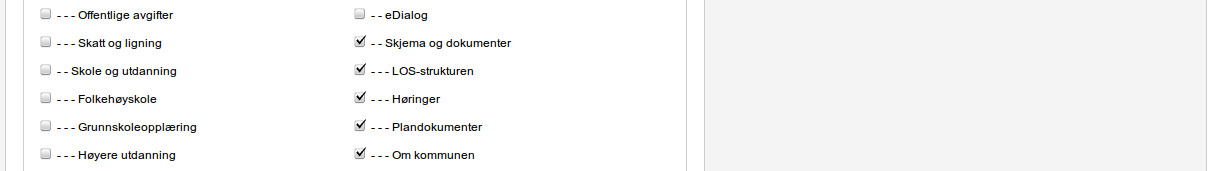 - - - Offentlige avgifter
- - eDialog
- - - Skatt og ligning
- - Skjema og dokumenter
- - Skole og utdanning
- - - LOS-strukturen
- - - Folkehøyskole
- - - Høringer
- - - Grunnskoleopplæring
- - - Plandokumenter
- - - Høyere utdanning
- - - Om kommunen